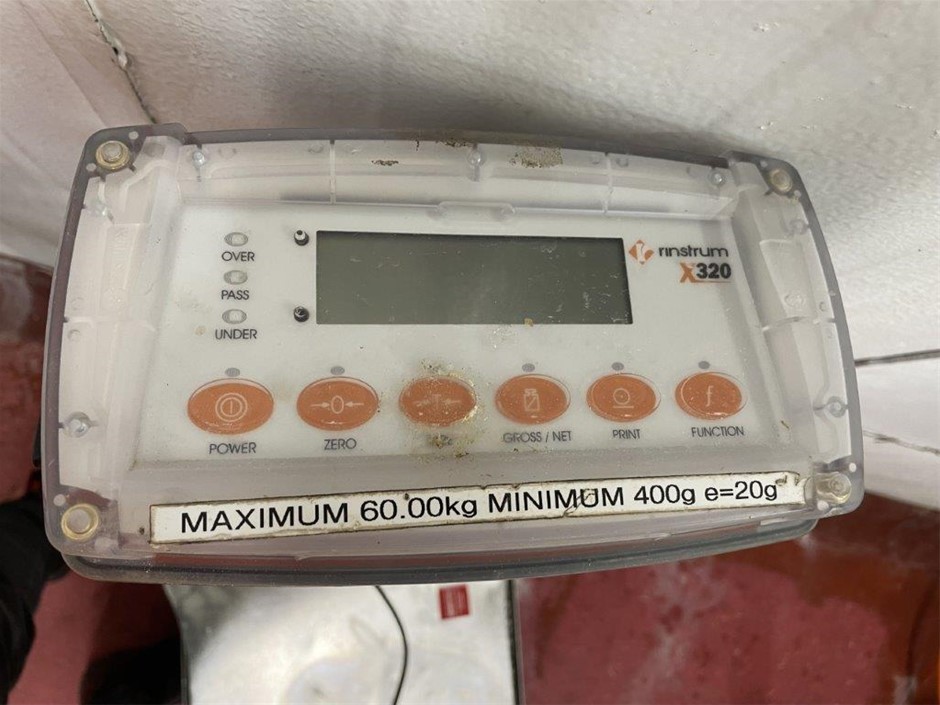 rinstrum
X320
OVER
PASS
UNDER
POWER
ZERO
GROSS / NET
PRINT
FUNCTION
f
MAXIMUM 60.00kg MINIMUM 400g e=20g